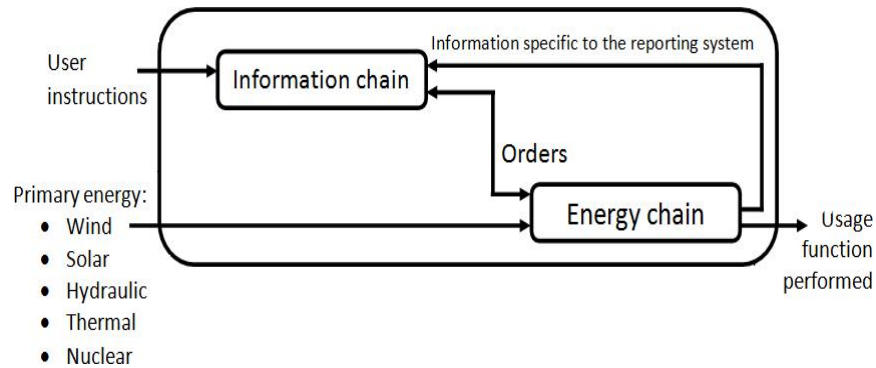 Information specific to the reporting system
User
instructions
Information chain
Orders
Primary energy:
• Wind
• Solar
• Hydraulic
• Thermal
• Nuclear
Energy chain
Usage
function
performed